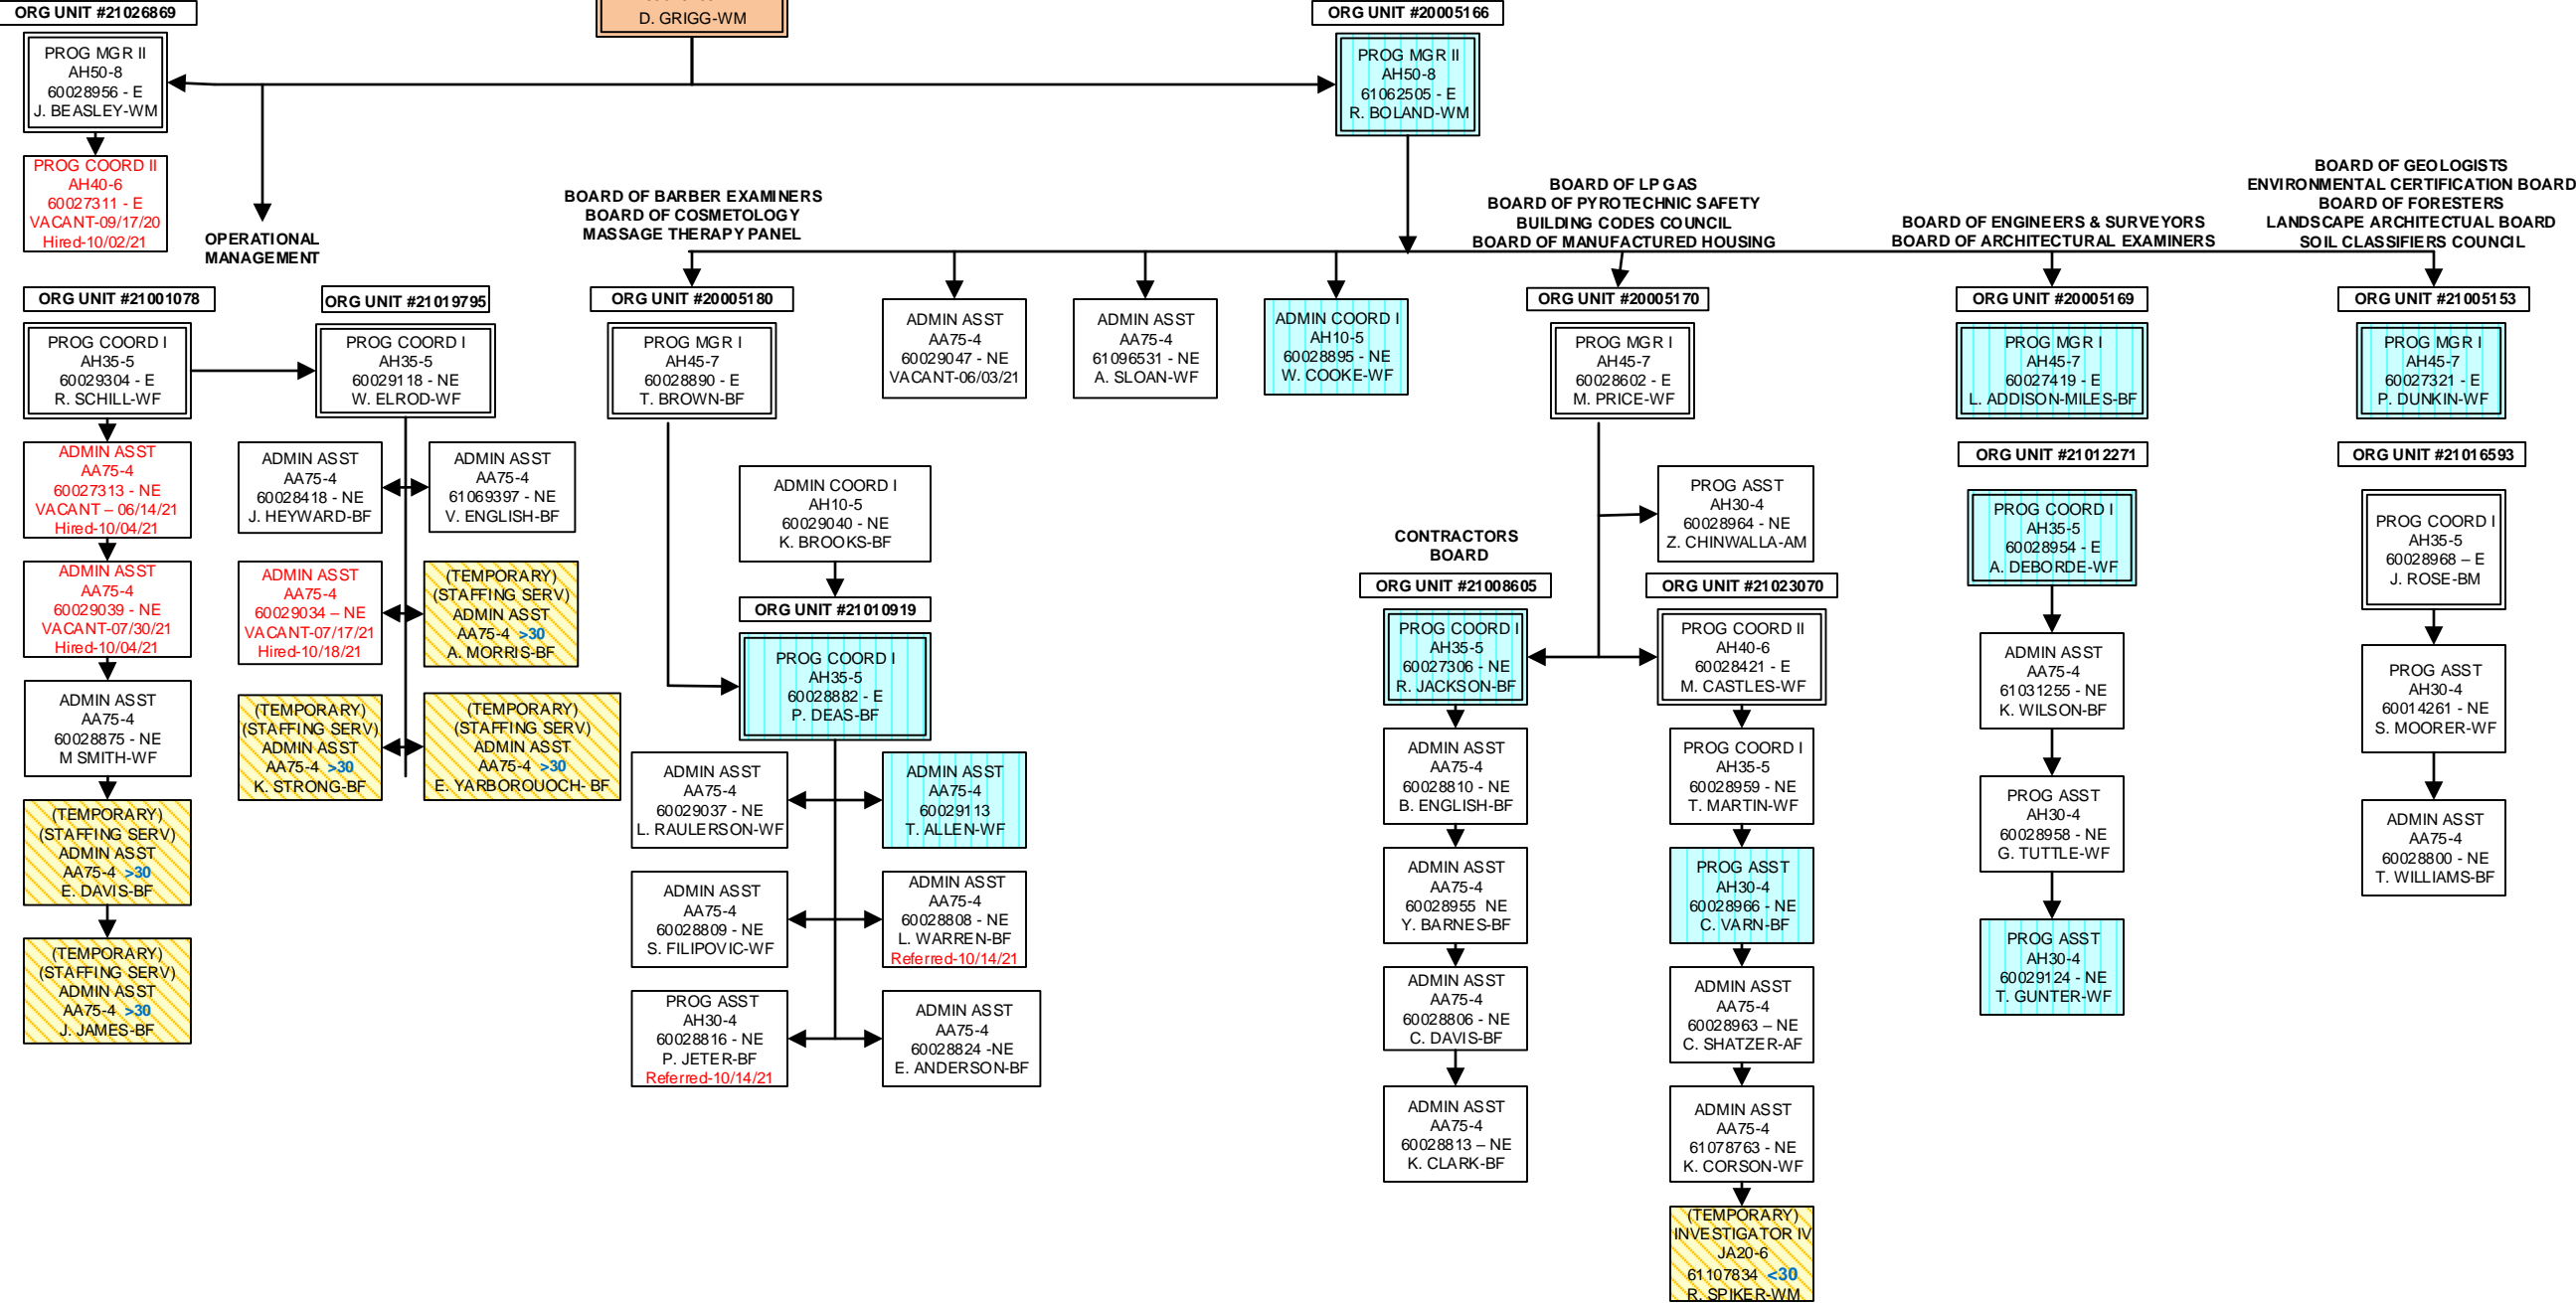 ORG UNIT #21026869
D. GRIGG-WM
ORG UNIT #20005166
PROG MGR II
AH50-8
60028956 - E
J. BEASLEY-WM
PROG MGR II
AH50-8
61062505 - E
R. BOLAND-WM
PROG COORD II
AH40-6
60027311 - E
VACANT-09/17/20
Hired-10/02/21
OPERATIONAL
MANAGEMENT
BOARD OF BARBER EXAMINERS
BOARD OF COSMETOLOGY
MASSAGE THERAPY PANEL
BOARD OF LP GAS
BOARD OF PYROTECHNIC SAFETY
BUILDING CODES COUNCIL
BOARD OF MANUFACTURED HOUSING
BOARD OF ENGINEERS & SURVEYORS
BOARD OF ARCHITECTURAL EXAMINERS
BOARD OF GEOLOGISTS
ENVIRONMENTAL CERTIFICATION BOARD
BOARD OF FORESTERS
LANDSCAPE ARCHITECTUAL BOARD
SOIL CLASSIFIERS COUNCIL
ORG UNIT #21001078
PROG COORD I
AH35-5
60029304 - E
R. SCHILL-WF
ADMIN ASST
AA75-4
60027313 - NE
VACANT – 06/14/21
Hired-10/04/21
ADMIN ASST
AA75-4
60029039 - NE
VACANT-07/30/21
Hired-10/04/21
ADMIN ASST
AA75-4
60028875 - NE
M SMITH-WF
(TEMPORARY)
(STAFFING SERV)
ADMIN ASST
AA75-4 >30
E. DAVIS-BF
(TEMPORARY)
(STAFFING SERV)
ADMIN ASST
AA75-4 >30
J. JAMES-BF
ORG UNIT #21019795
PROG COORD I
AH35-5
60029118 - NE
W. ELROD-WF
ADMIN ASST
AA75-4
60028418 - NE
J. HEYWARD-BF
ADMIN ASST
AA75-4
61069397 - NE
V. ENGLISH-BF
ADMIN ASST
AA75-4
60029034 – NE
VACANT-07/17/21
Hired-10/18/21
(TEMPORARY)
(STAFFING SERV)
ADMIN ASST
AA75-4 >30
A. MORRIS-BF
(TEMPORARY)
(STAFFING SERV)
ADMIN ASST
AA75-4 >30
K. STRONG-BF
(TEMPORARY)
(STAFFING SERV)
ADMIN ASST
AA75-4 >30
E. YARBOROUOCH- BF
ORG UNIT #20005180
PROG MGR I
AH45-7
60028890 - E
T. BROWN-BF
ADMIN COORD I
AH10-5
60029040 - NE
K. BROOKS-BF
ORG UNIT #21010919
PROG COORD I
AH35-5
60028882 - E
P. DEAS-BF
ADMIN ASST
AA75-4
60029037 - NE
L. RAULERSON-WF
ADMIN ASST
AA75-4
60029113
T. ALLEN-WF
ADMIN ASST
AA75-4
60028809 - NE
S. FILIPOVIC-WF
ADMIN ASST
AA75-4
60028808 - NE
L. WARREN-BF
Referred-10/14/21
PROG ASST
AH30-4
60028816 - NE
P. JETER-BF
Referred-10/14/21
ADMIN ASST
AA75-4
60028824 -NE
E. ANDERSON-BF
ADMIN ASST
AA75-4
60029047 - NE
VACANT-06/03/21
ADMIN ASST
AA75-4
61096531 - NE
A. SLOAN-WF
ADMIN COORD I
AH10-5
60028895 - NE
W. COOKE-WF
ORG UNIT #20005170
PROG MGR I
AH45-7
60028602 - E
M. PRICE-WF
PROG ASST
AH30-4
60028964 - NE
Z. CHINWALLA-AM
CONTRACTORS
BOARD
ORG UNIT #21008605
PROG COORD I
AH35-5
60027306 - NE
R. JACKSON-BF
ADMIN ASST
AA75-4
60028810 - NE
B. ENGLISH-BF
ADMIN ASST
AA75-4
60028955  NE
Y. BARNES-BF
ADMIN ASST
AA75-4
60028806 - NE
C. DAVIS-BF
ADMIN ASST
AA75-4
60028813 – NE
K. CLARK-BF
ORG UNIT #21023070
PROG COORD II
AH40-6
60028421 - E
M. CASTLES-WF
PROG COORD I
AH35-5
60028959 - NE
T. MARTIN-WF
PROG ASST
AH30-4
60028966 - NE
C. VARN-BF
ADMIN ASST
AA75-4
60028963 – NE
C. SHATZER-AF
ADMIN ASST
AA75-4
61078763 - NE
K. CORSON-WF
(TEMPORARY)
INVESTIGATOR IV
JA20-6
61107834 <30
R. SPIKER-WM
ORG UNIT #20005169
PROG MGR I
AH45-7
60027419 - E
L. ADDISON-MILES-BF
ORG UNIT #21012271
PROG COORD I
AH35-5
60028954 - E
A. DEBORDE-WF
ADMIN ASST
AA75-4
61031255 - NE
K. WILSON-BF
PROG ASST
AH30-4
60028958 - NE
G. TUTTLE-WF
PROG ASST
AH30-4
60029124 - NE
T. GUNTER-WF
ORG UNIT #21005153
PROG MGR I
AH45-7
60027321 - E
P. DUNKIN-WF
ORG UNIT #21016593
PROG COORD I
AH35-5
60028968 – E
J. ROSE-BM
PROG ASST
AH30-4
60014261 - NE
S. MOORER-WF
ADMIN ASST
AA75-4
60028800 - NE
T. WILLIAMS-BF